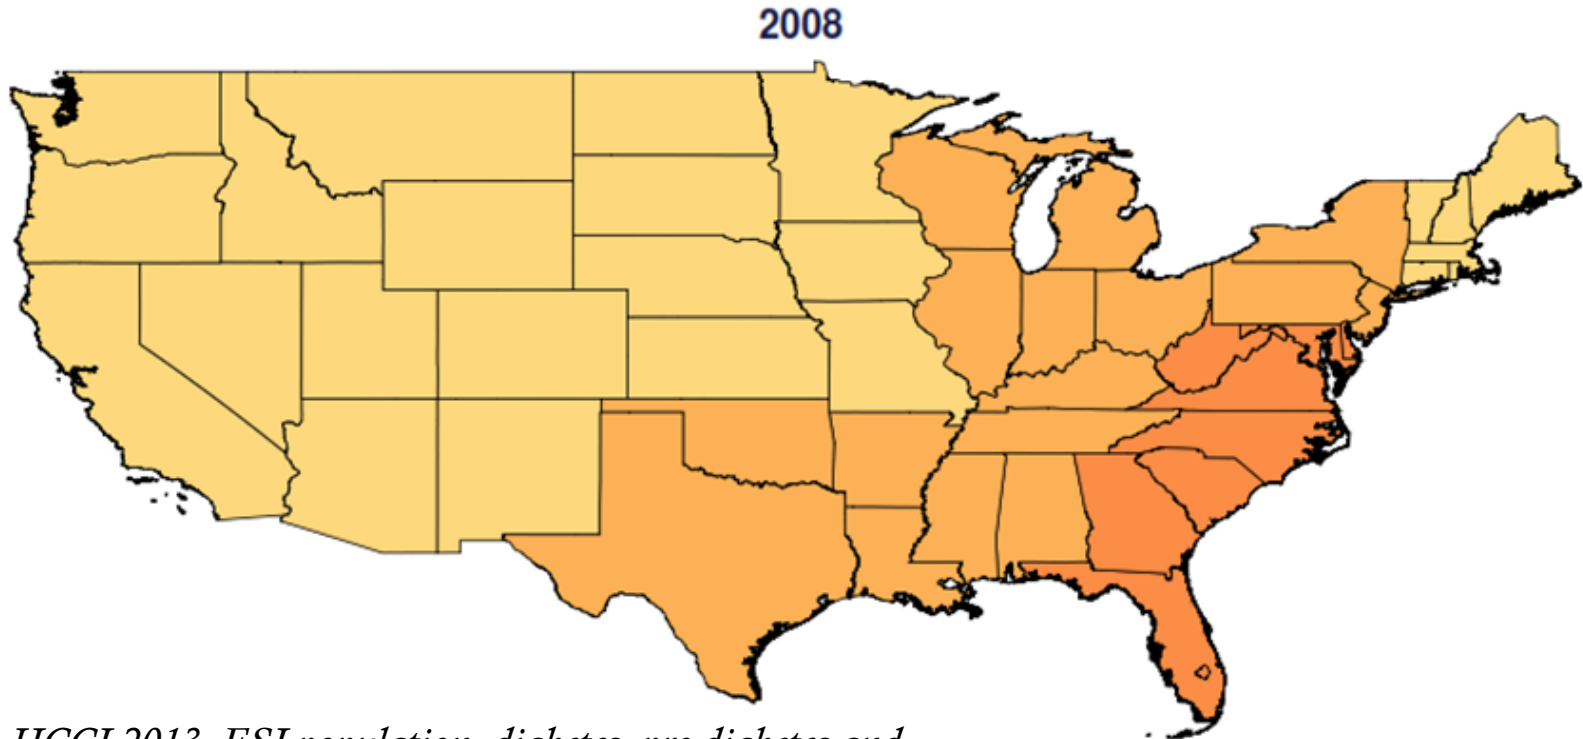 2008
HCCI 2013. ESI population, diabetes, pre diabetes and